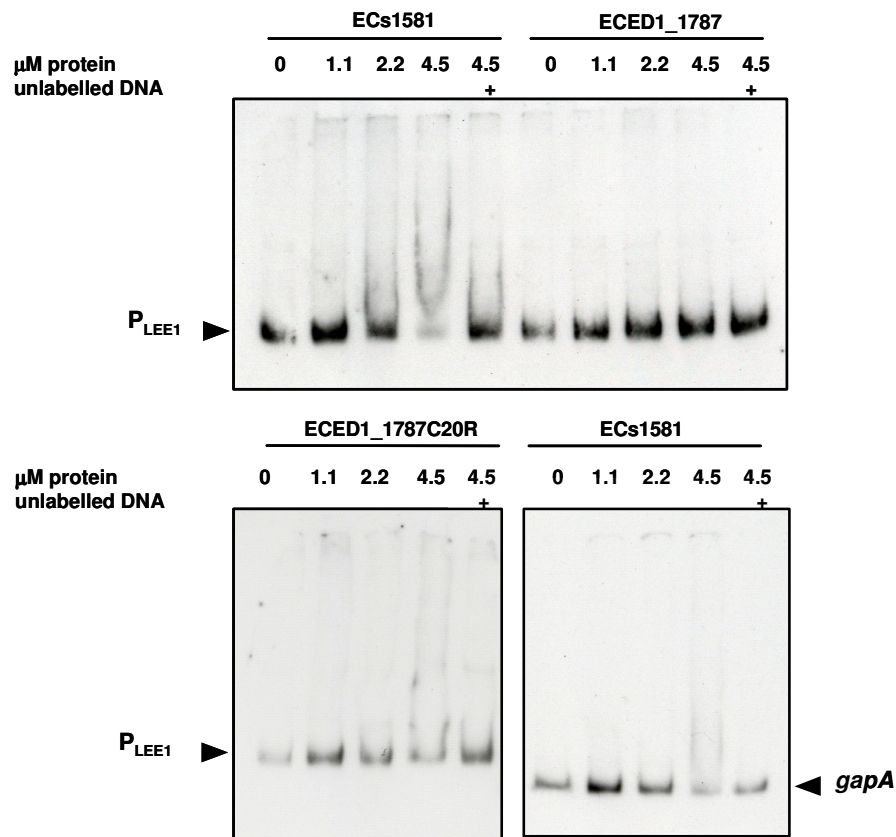 ECs1581 ECED1_1787
μM protein 0 1.1 2.2 4.5 4.5 0 1.1 2.2 4.5 4.5
unlabelled DNA + +
PLEE1
ECED1_1787C20R ECs1581
μM protein 0 1.1 2.2 4.5 4.5 0 1.1 2.2 4.5 4.5
unlabelled DNA + +
PLEE1
gapA